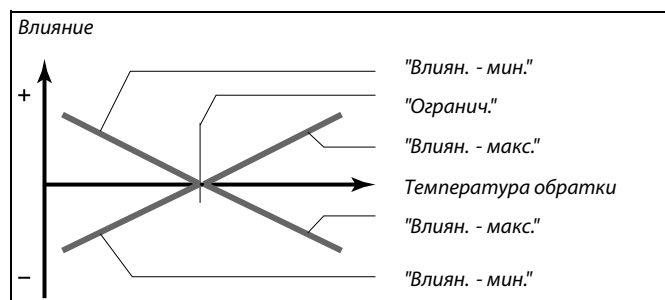 Влияние
+
"Влиян. - мин."
"Огранич."
"Влиян. - макс."
Температура обратки
"Влиян. - макс."
–
"Влиян. - мин."